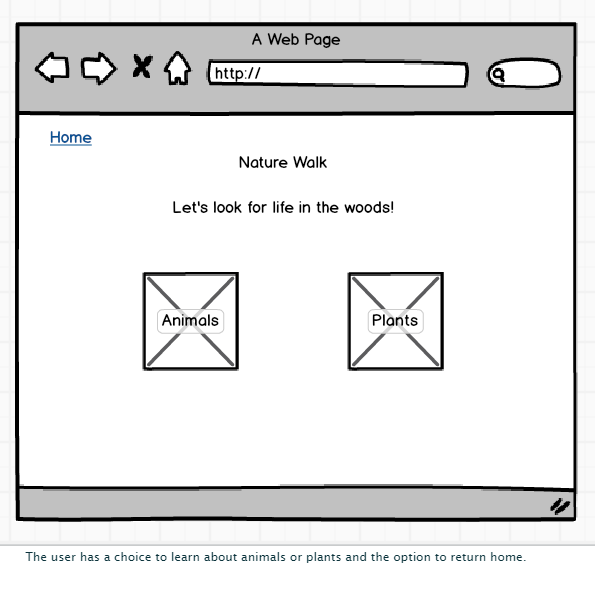 A Web Page
http://
Home
Nature Walk
Let's look for life in the woods!
Animals
Plants
The user has a choice to learn about animals or plants and the option to return home.